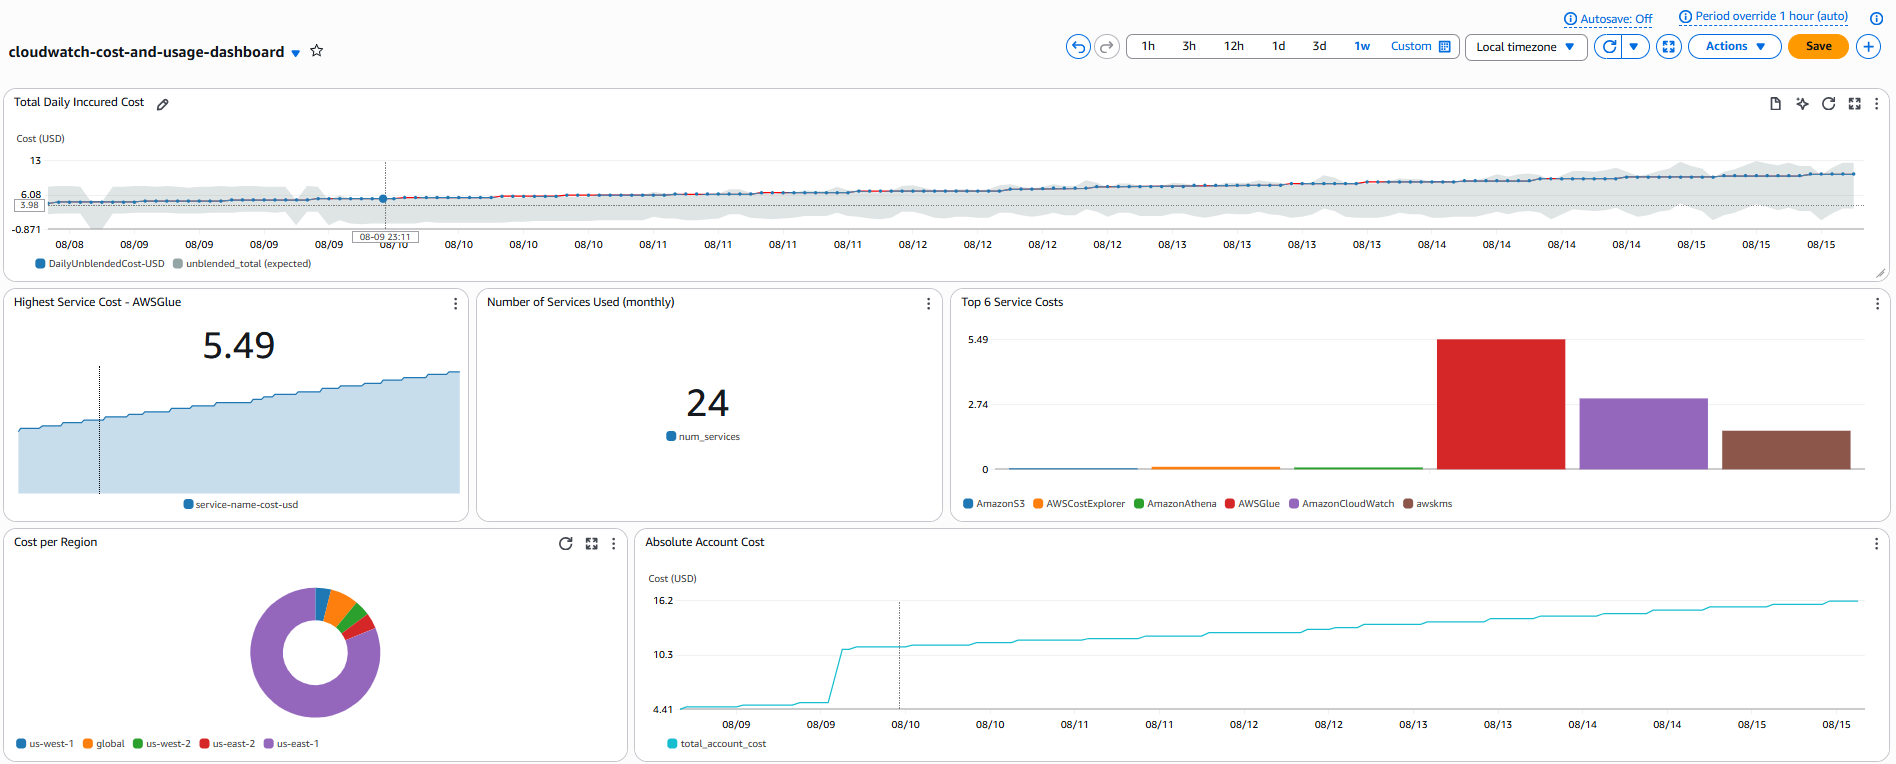 Autosave: Off
Period override 1 hour (auto)
cloudwatch-cost-and-usage-dashboard
1h 3h 12h 1d 3d 1w Custom
Local timezone
Actions
Save
Total Daily Inccured Cost
Cost (USD)
13
6.08
3.98
-0.871
08/08 08/09 08/09 08/09 08/09 08/10 08/10 08/10 08/10 08/11 08/11 08/11 08/11 08/12 08/12 08/12 08/12 08/13 08/13 08/13 08/13 08/14 08/14 08/14 08/14 08/15 08/15 08/15
08-09 23:11
DailyUnblendedCost-USD unblended_total (expected)
Highest Service Cost - AWSGlue
5.49
service-name-cost-usd
Number of Services Used (monthly)
24
num_services
Top 6 Service Costs
5.49
2.74
0
AmazonS3 AWSCostExplorer AmazonAthena AWSGlue AmazonCloudWatch awskms
Cost per Region
us-west-1 global us-west-2 us-east-2 us-east-1
Absolute Account Cost
Cost (USD)
16.2
10.3
4.41
08/09 08/09 08/10 08/10 08/11 08/11 08/12 08/12 08/13 08/13 08/14 08/14 08/15 08/15
total_account_cost